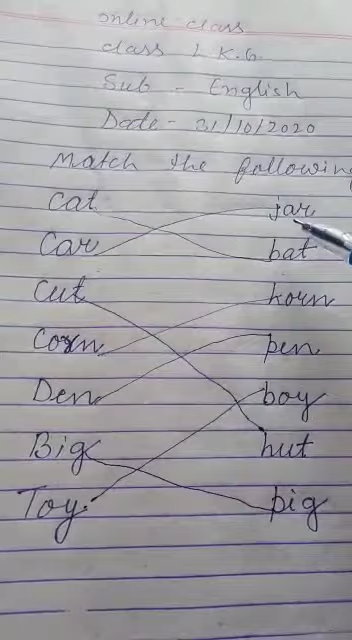 online class
class L.K.G.
Sub - English
Date - 31/10/2020
Match the following
Cat jar
Car bat
Cut horn
Corn pen
Den boy
Big hut
Toy pig